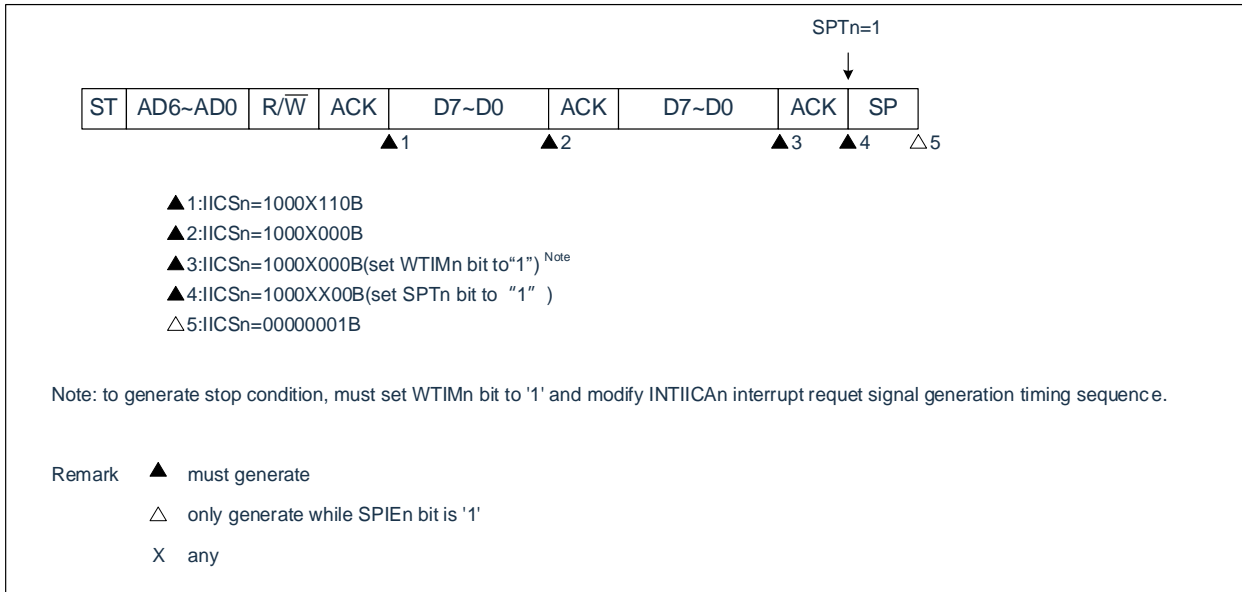 SPTn=1
ST AD6~AD0 R/W̅ ACK D7~D0 ACK D7~D0 ACK SP
▲1 ▲2 ▲3 ▲4 △5
▲1:IICSn=1000X110B
▲2:IICSn=1000X000B
▲3:IICSn=1000X000B(set WTIMn bit to“1”) Note
▲4:IICSn=1000XX00B(set SPTn bit to “1” )
△5:IICSn=00000001B
Note: to generate stop condition, must set WTIMn bit to '1' and modify INTIICAn interrupt requet signal generation timing sequence.
Remark ▲ must generate
△ only generate while SPIEn bit is '1'
X any